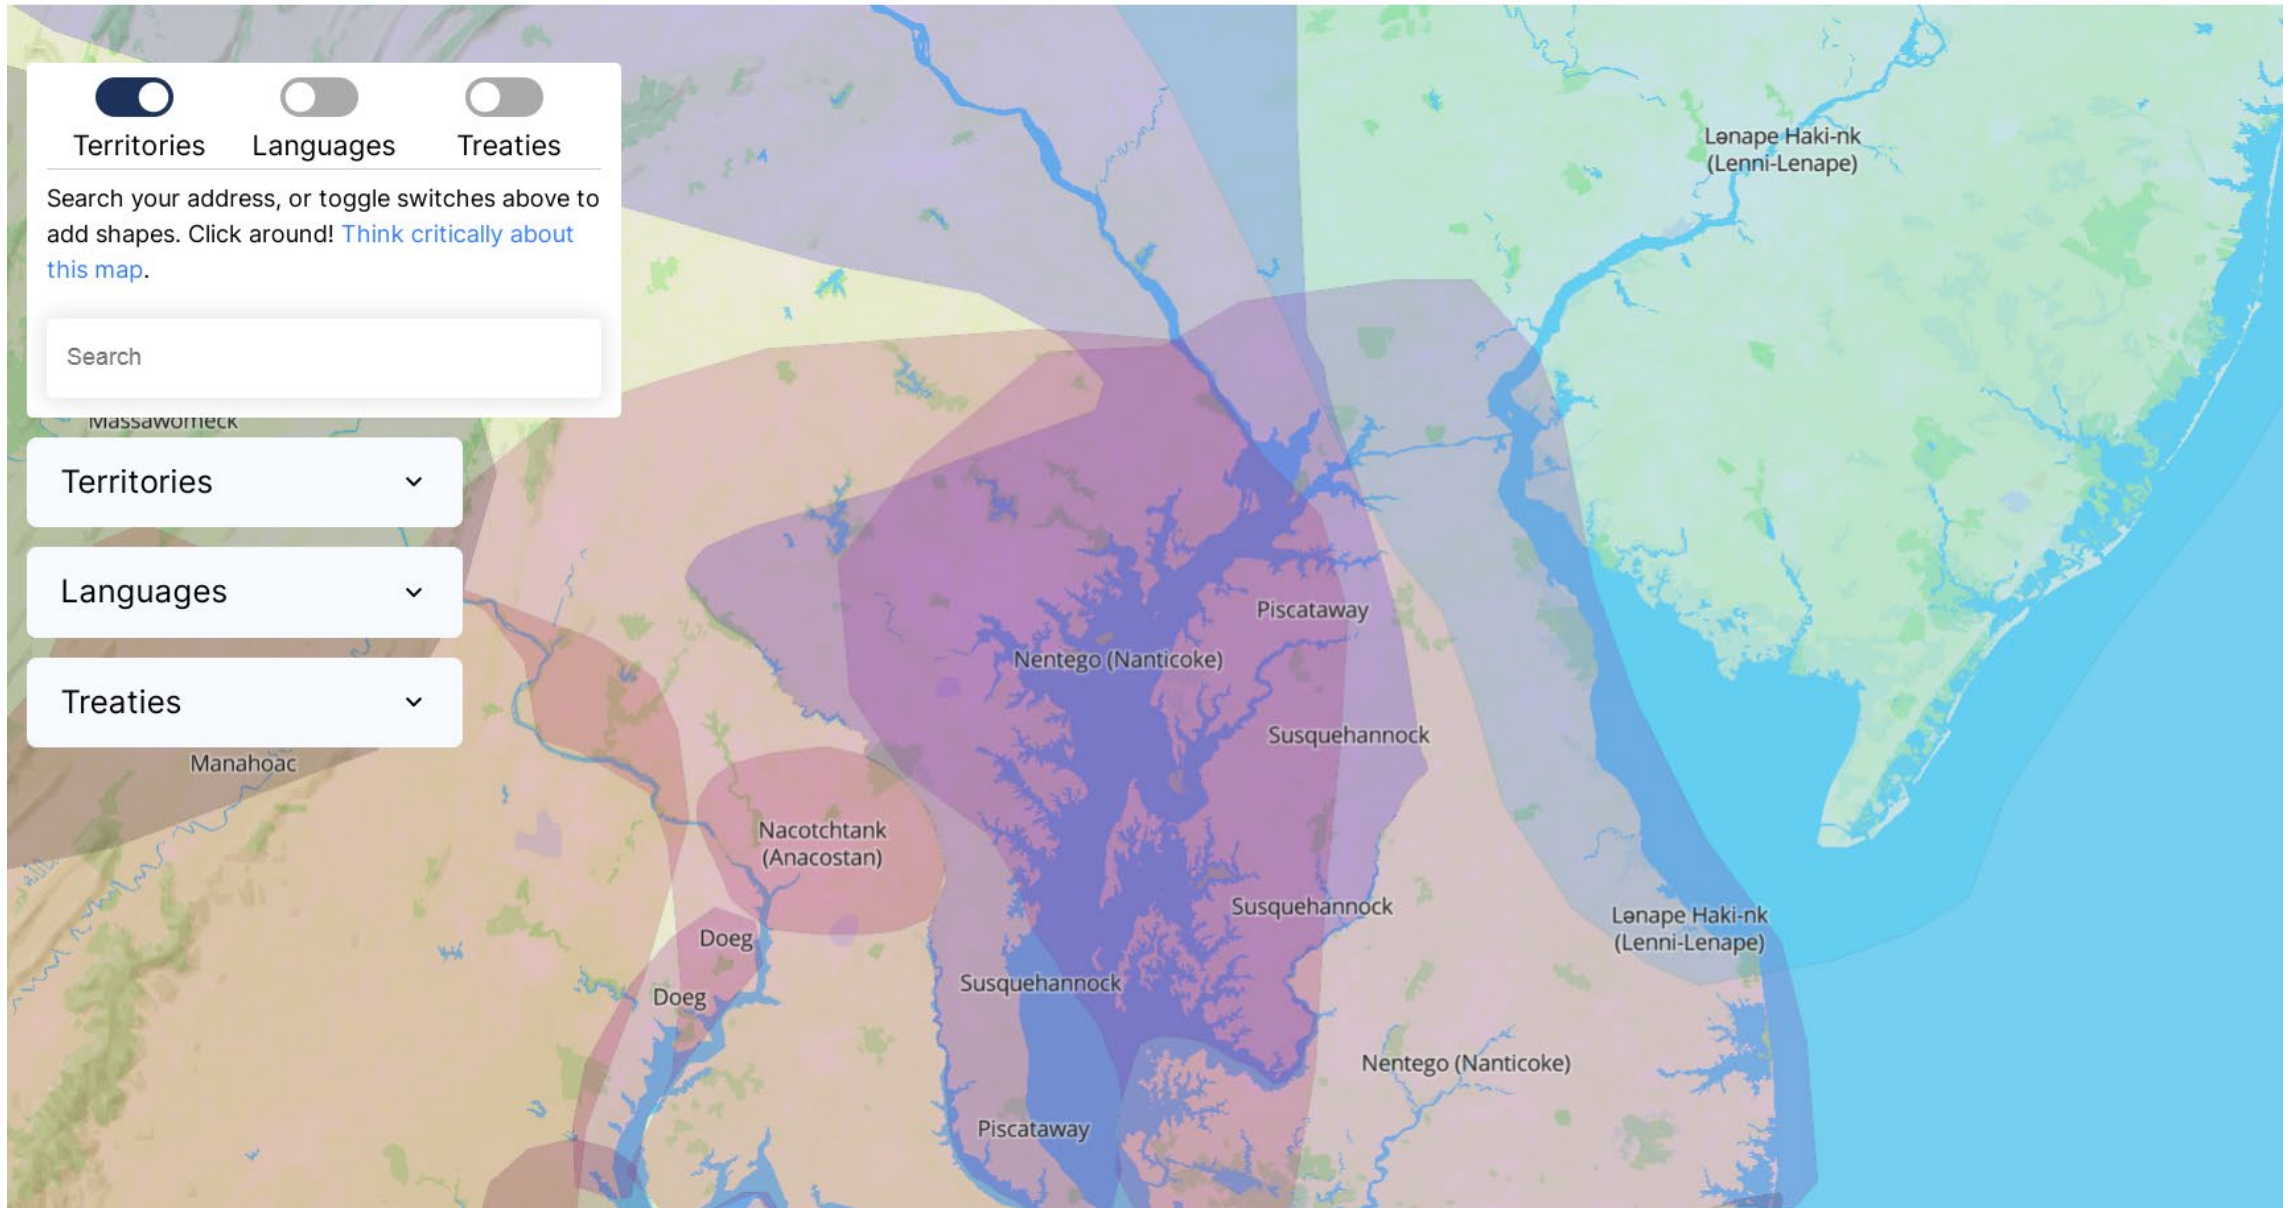 Territories
Languages
Treaties
Search your address, or toggle switches above to
add shapes. Click around! Think critically about
this map.
Search
Massawomeck
Territories
Languages
Treaties
Manahoac
Lənape Haki-nk
(Lenni-Lenape)
Piscataway
Nentego (Nanticoke)
Susquehannock
Nacotchtank
(Anacostan)
Susquehannock
Lənape Haki-nk
(Lenni-Lenape)
Doeg
Susquehannock
Doeg
Nentego (Nanticoke)
Piscataway